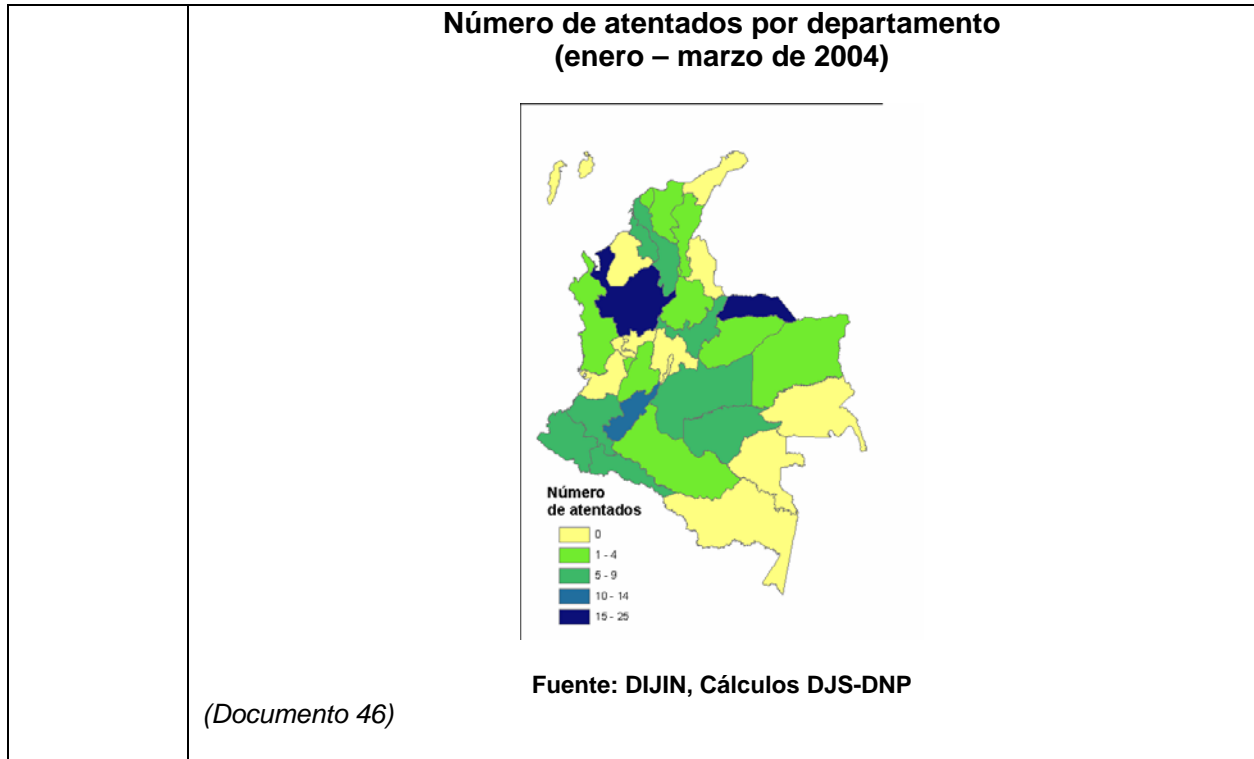 Número de atentados por departamento
(enero – marzo de 2004)
Número
de atentados
0
1 - 4
5 - 9
10 - 14
15 - 25
Fuente: DIJIN, Cálculos DJS-DNP
(Documento 46)